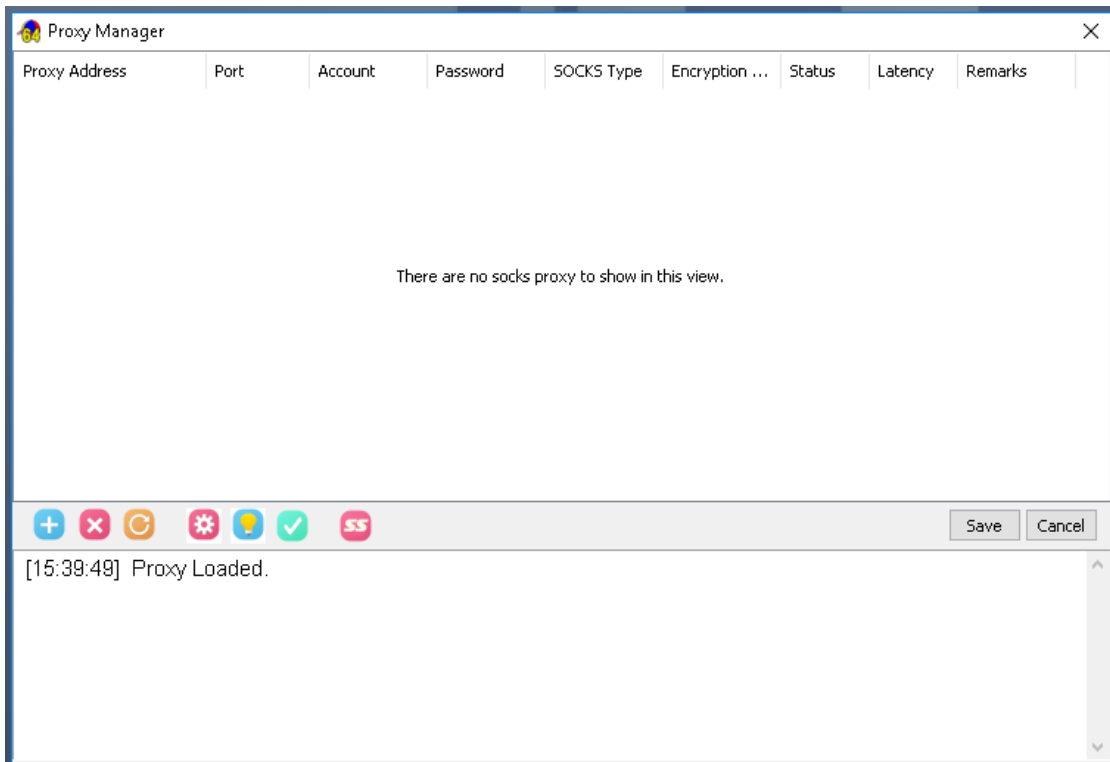 64 Proxy Manager
Proxy Address Port Account Password SOCKS Type Encryption ... Status Latency Remarks
There are no socks proxy to show in this view.
SS Save Cancel
[15:39:49] Proxy Loaded.